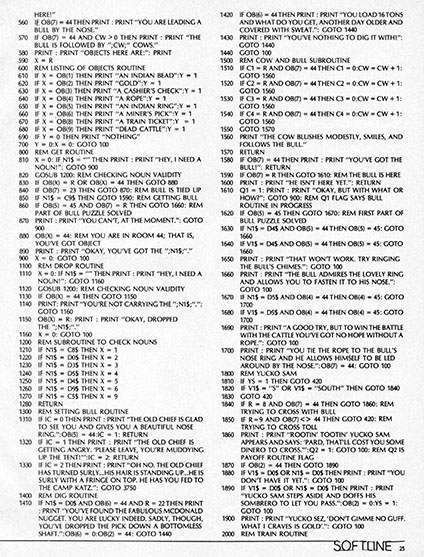 HERE!"
560 IF OB(7) = 44 THEN PRINT : PRINT "YOU ARE LEADING A
BULL BY THE NOSE."
570 IF OB(7) = 44 AND CW > 0 THEN PRINT : PRINT "THE
BULL IS FOLLOWED BY ";CW;" COWS."
580 PRINT : PRINT "OBJECTS HERE ARE:": PRINT
590 X = R
600 REM LISTING OF OBJECTS ROUTINE
610 IF X = OB(1) THEN PRINT "AN INDIAN BEAD":Y = 1
620 IF X = OB(2) THEN PRINT "GOLD":Y = 1
630 IF X = OB(3) THEN PRINT "A CASHIER'S CHECK":Y = 1
640 IF X = OB(4) THEN PRINT "A ROPE":Y = 1
650 IF X = OB(5) THEN PRINT "AN INDIAN RING":Y = 1
660 IF X = OB(6) THEN PRINT "A MINER'S PICK":Y = 1
670 IF X = OB(8) THEN PRINT "A TRAIN TICKET":Y = 1
680 IF X = OB(9) THEN PRINT "DEAD CATTLE":Y = 1
690 IF Y = 0 THEN PRINT "NOTHING"
700 Y = 0:X = 0: GOTO 100
800 REM GET ROUTINE
810 X = 0: IF N1$ = "" THEN PRINT : PRINT "HEY, I NEED A
NOUN!": GOTO 900
820 GOSUB 1200: REM CHECKING NOUN VALIDITY
830 IF OB(X) = R OR OB(X) = 44 THEN 880
840 IF OB(7) = 23 THEN GOTO 870: REM BULL IS TIED UP
850 IF N1$ = Q$ THEN GOTO 1590: REM GETTING BULL
860 IF OB(5) = 45 AND OB(7) = R THEN GOTO 1660: REM
PART OF BULL PUZZLE SOLVED
870 PRINT : PRINT "YOU CAN'T, AT THE MOMENT.": GOTO
900
880 OB(X) = 44: REM YOU ARE IN ROOM 44; THAT IS,
YOU'VE GOT OBJECT
890 PRINT : PRINT "OKAY, YOU'VE GOT THE ";N1$;"."
900 X = 0: GOTO 100
1100 REM DROP ROUTINE
1110 X = 0: IF N1$ = "" THEN PRINT : PRINT "HEY, I NEED A
NOUN!": GOTO 1160
1120 GOSUB 1200: REM CHECKING NOUN VALIDITY
1130 IF OB(X) = 44 THEN GOTO 1150
1140 PRINT: PRINT "YOU'RE NOT CARRYING THE ";N1$;".":
GOTO 1160
1150 OB(X) = R: PRINT : PRINT "OKAY, DROPPED
THE ";N1$;"."
1160 X = 0: GOTO 100
1200 REM SUBROUTINE TO CHECK NOUNS
1210 IF N1$ = G8$ THEN X = 1
1220 IF N1$ = D3$ THEN X = 2
1230 IF N1$ = D3$ THEN X = 3
1240 IF N1$ = D5$ THEN X = 4
1250 IF N1$ = D4$ THEN X = 5
1260 IF N1$ = D9$ THEN X = 6
1270 IF N1$ = C5$ THEN X = 9
1280 RETURN
1300 REM SETTING BULL ROUTINE
1310 IF IC = 0 THEN PRINT : PRINT "THE OLD CHIEF IS GLAD
TO SEE YOU AND GIVES YOU A BEAUTIFUL NOSE
RING.":OB(5) = 44:IC = 1: RETURN
1320 IF IC = 1 THEN PRINT : PRINT "THE OLD CHIEF IS
GETTING ANGRY. 'PLEASE LEAVE, YOU'RE MUDDYING
UP THE TENT!'":IC = 2: RETURN
1330 IF IC = 2 THEN PRINT : PRINT "OH NO. THE OLD CHIEF
HAS TURNED SURLY...HIS HAIR IS STANDING UP...HE IS
SURLY WITH A FRINGE ON TOP. HE HAS YOU FED TO
THE CAMP KATZ.": GOTO 3750
1400 REM DIG ROUTINE
1410 IF N1$ = D0$ AND OB(6) = 44 AND R = 22 THEN PRINT
: PRINT "YOU'VE FOUND THE FABULOUS MCDONALD
NUGGET. YOU ARE LUCKY INDEED. SADLY, THOUGH,
YOU'VE DROPPED THE PICK DOWN A BOTTOMLESS
SHAFT.":OB(6) = 0:OB(2) = 44: GOTO 1440
1420 IF OB(6) = 44 THEN PRINT : PRINT "YOU LOAD 16 TONS
AND WHAT DO YOU GET, ANOTHER DAY OLDER AND
COVERED WITH SWEAT.": GOTO 1440
1430 PRINT : PRINT "YOU'VE NOTHING TO DIG IT WITH!":
GOTO 1440
1440 GOTO 100
1500 REM COW AND BULL SUBROUTINE
1510 IF C1 = R AND OB(7) = 44 THEN C1 = 0:CW = CW + 1:
GOTO 1560
1520 IF C2 = R AND OB(7) = 44 THEN C2 = 0:CW = CW + 1:
GOTO 1560
1530 IF C3 = R AND OB(7) = 44 THEN C3 = 0:CW = CW + 1:
GOTO 1560
1540 IF C4 = R AND OB(7) = 44 THEN C4 = 0:CW = CW + 1:
GOTO 1560
1550 GOTO 1570
1560 PRINT "THE COW BLUSHES MODESTLY, SMILES, AND
FOLLOWS THE BULL."
1570 RETURN
1580 IF OB(7) = 44 THEN PRINT : PRINT "YOU'VE GOT THE
BULL!": RETURN
1590 IF OB(7) = R THEN GOTO 1610: REM THE BULL IS HERE
1600 PRINT : PRINT "HE ISN'T HERE YET.": RETURN
1610 Q1 = 1: PRINT : PRINT "OKAY, BUT WITH WHAT OR
HOW?": GOTO 900: REM Q1 FLAG SAYS BULL
ROUTINE IN PROGRESS
1620 IF OB(5) = 45 THEN GOTO 1670: REM FIRST PART OF
BULL PUZZLE SOLVED
1630 IF N1$ = D4$ AND OB(5) = 44 THEN OB(5) = 45: GOTO
1660
1640 IF V1$ = D4$ AND OB(5) = 44 THEN OB(5) = 45: GOTO
1660
1650 PRINT : PRINT "THAT WON'T WORK. TRY RINGING
THE BULL'S CHIMES.": GOTO 100
1660 PRINT : PRINT "THE BULL ADMIRES THE LOVELY RING
AND ALLOWS YOU TO FASTEN IT TO HIS NOSE.":
GOTO 100
1670 IF N1$ = D5$ AND OB(4) = 44 THEN OB(4) = 45: GOTO
1700
1680 IF V1$ = D5$ AND OB(4) = 44 THEN OB(4) = 45: GOTO
1700
1690 PRINT : PRINT "A GOOD TRY, BUT TO WIN THE BATTLE
WITH THE CATTLE YOU'VE GOT NO HOPE WITHOUT A
ROPE.": GOTO 100
1700 PRINT : PRINT "YOU TIE THE ROPE TO THE BULL'S
NOSE RING AND HE ALLOWS HIMSELF TO BE LED
AROUND BY THE NOSE.":OB(7) = 44: GOTO 100
1800 REM YUCKO SAM
1810 IF YS = 1 THEN GOTO 420
1820 IF V1$ = "S" OR V1$ = "SOUTH" THEN GOTO 1840
1830 GOTO 420
1840 IF R = 8 AND OB(7) = 44 THEN GOTO 1860: REM
TRYING TO CROSS WITH BULL
1850 IF R = 9 AND OB(7) <> 44 THEN GOTO 420: REM
TRYING TO CROSS TOLL
1860 PRINT : PRINT "ROOTIN' TOOTIN' YUCKO SAM
APPEARS AND SAYS: 'PARD, THAT'LL COST YOU SOME
DINERO TO CROSS.'":Q2 = 1: GOTO 100: REM Q2 IS
PAYOFF ROUTINE FLAG
1870 IF OB(2) = 44 THEN GOTO 1890
1880 IF V1$ = D0$ OR N1$ = D0$ THEN PRINT : PRINT "YOU
DON'T HAVE IT YET.": GOTO 100
1890 IF V1$ = D0$ OR N1$ = D0$ THEN PRINT : PRINT
"YUCKO SAM STEPS ASIDE AND DOFFS HIS
SOMBRERO TO LET YOU PASS.":OB(2) = 0:YS = 1:
GOTO 100
1900 PRINT : PRINT "YUCKO SEZ, 'DON'T GIMME NO GUFF.
WHAT I CRAVES IS GOLD'.": GOTO 100
2000 REM TRAIN ROUTINE
SOFTLINE 25